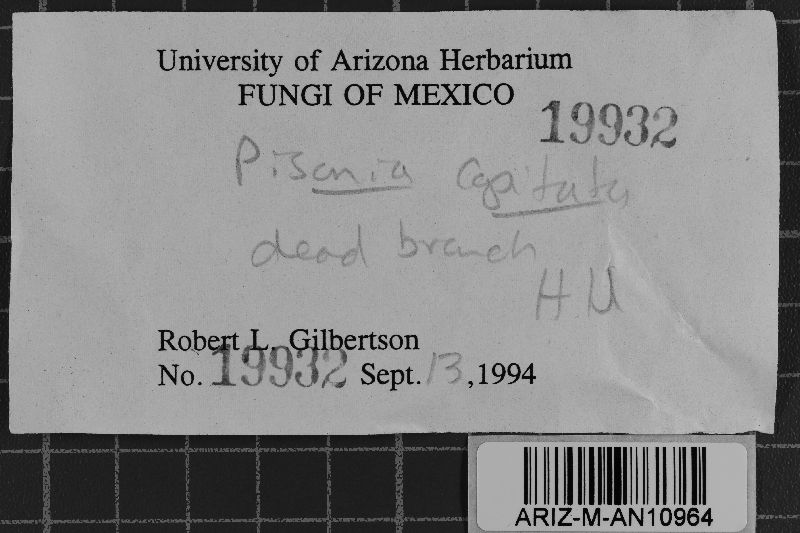 University of Arizona Herbarium
FUNGI OF MEXICO
19932
Pisonia capitata
dead branch
H.U
Robert L. Gilbertson
No. 19932 Sept. 13, 1994
ARIZ-M-AN10964